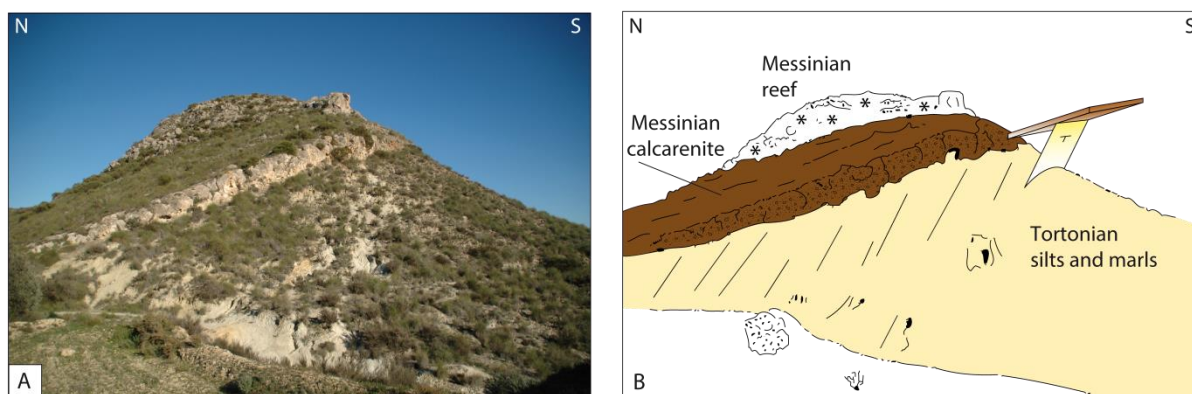 N
S
A
N
S
Messinian
reef
Messinian
calcarenite
Tortonian
silts and marls
B